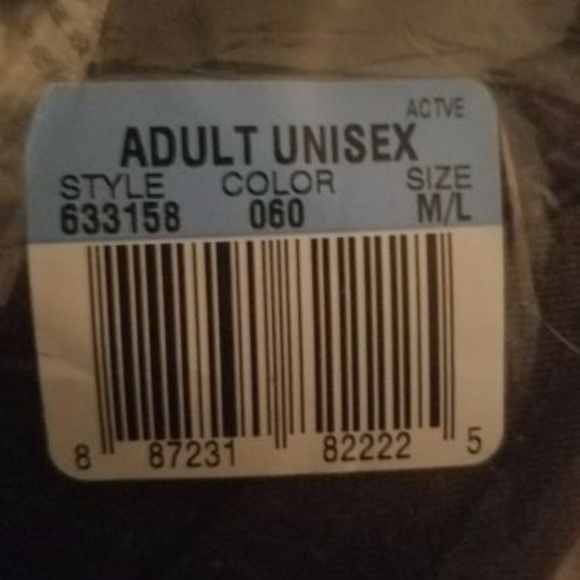 ACTVE
ADULT UNISEX
STYLE COLOR SIZE
633158 060 M/L
8 87231 82222 5